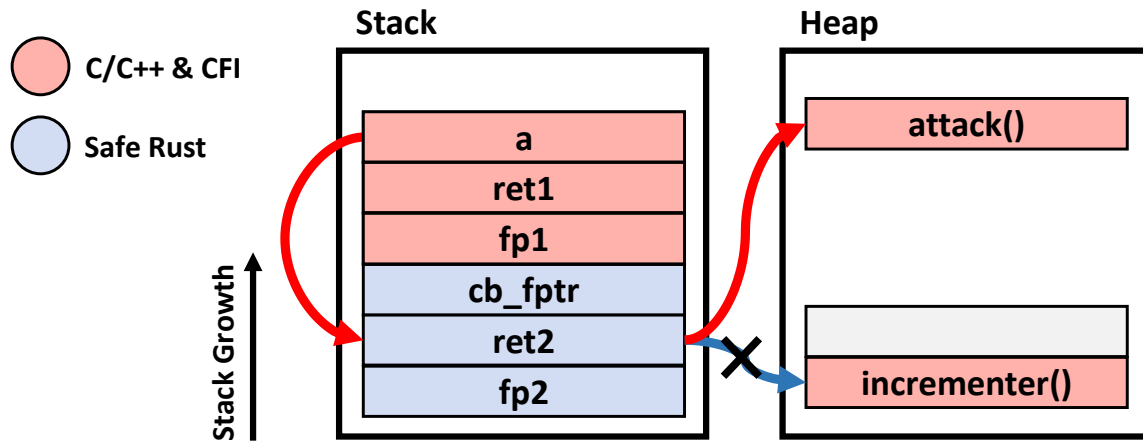 Stack
Heap
C/C++ & CFI
Safe Rust
a
ret1
fp1
cb_fptr
ret2
fp2
attack()
incrementer()
Stack Growth